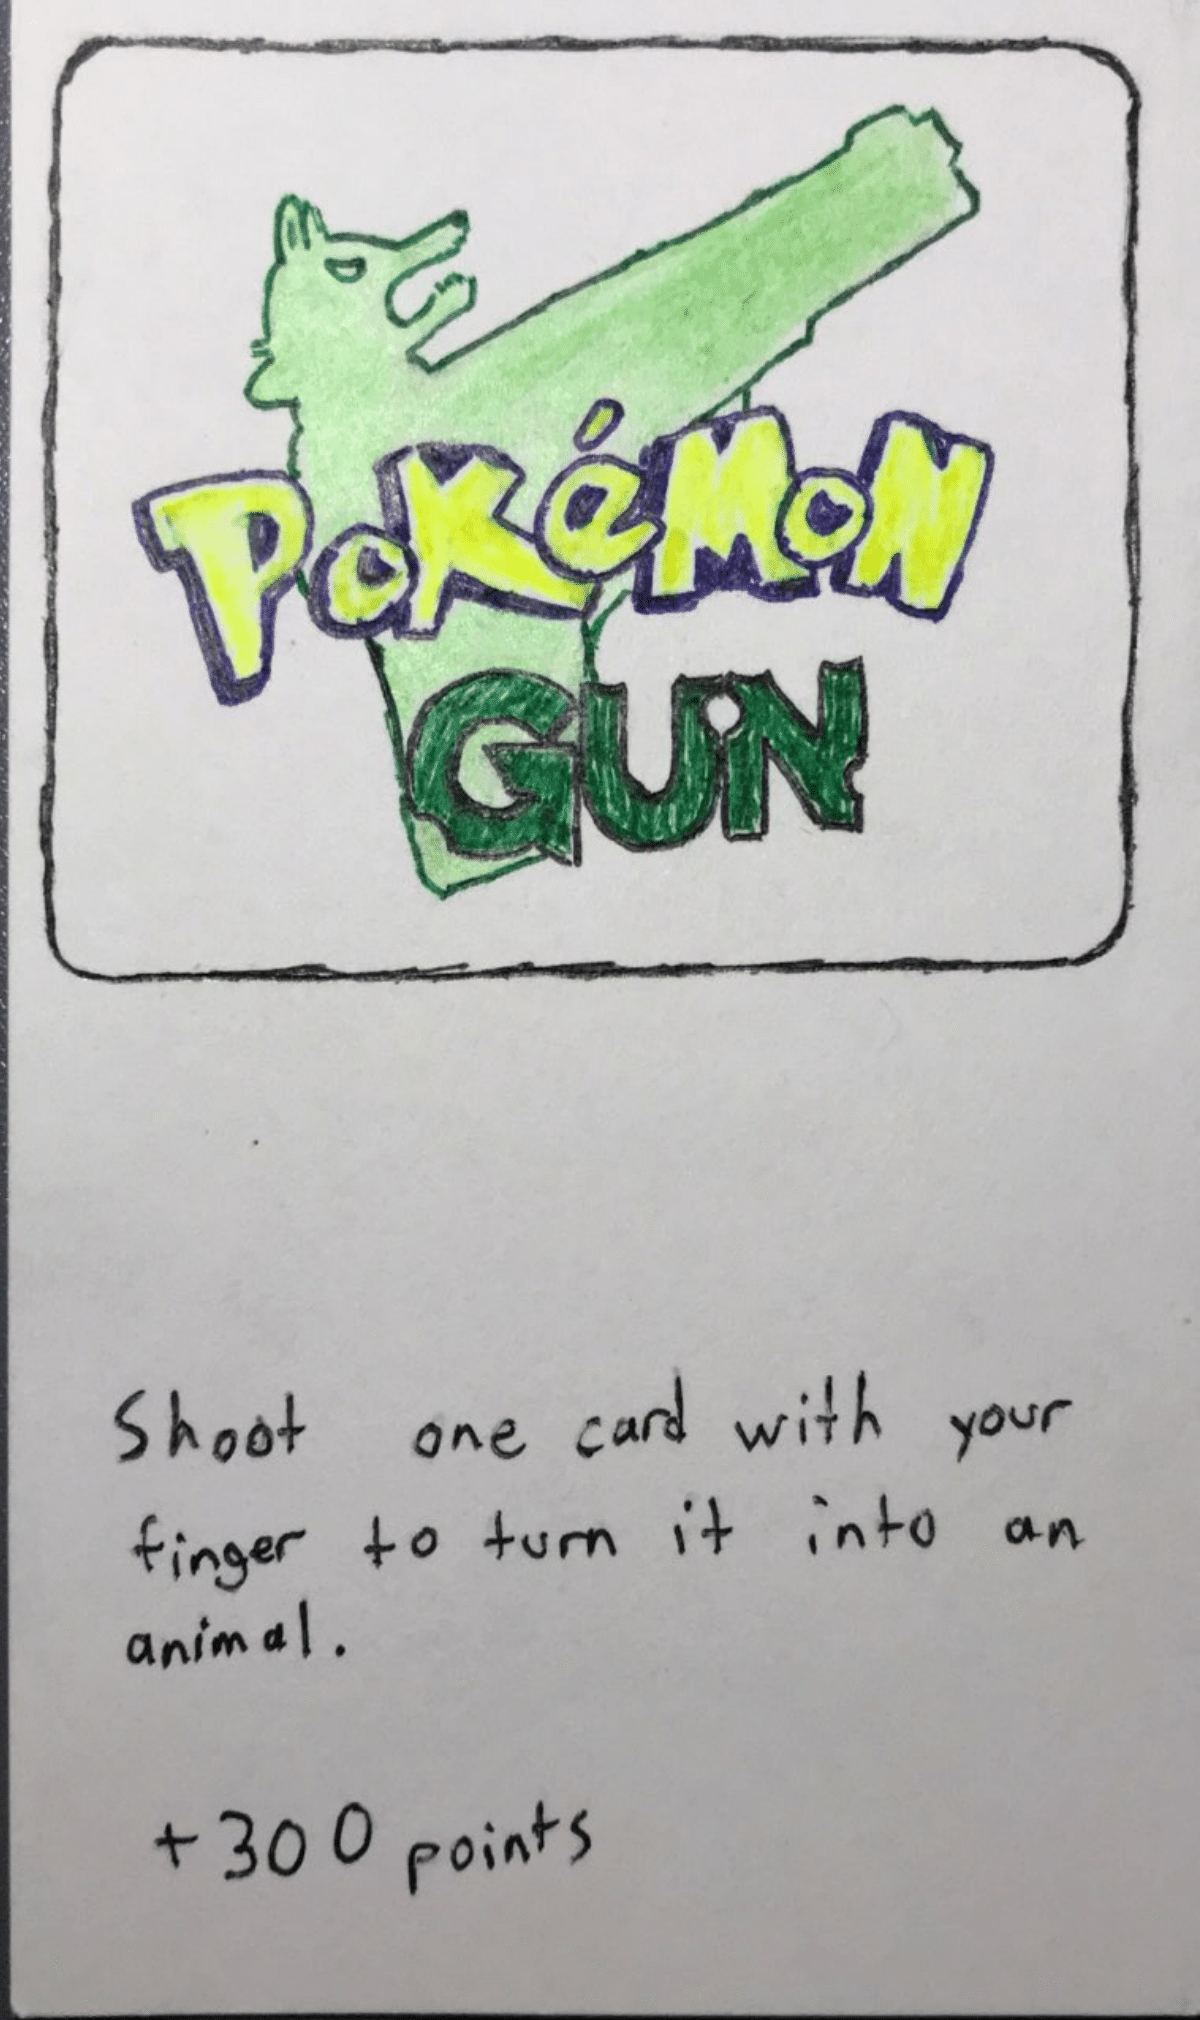 PoKéMoN
GUN
Shoot one card with your
finger to turn it into an
animal.
+300 points